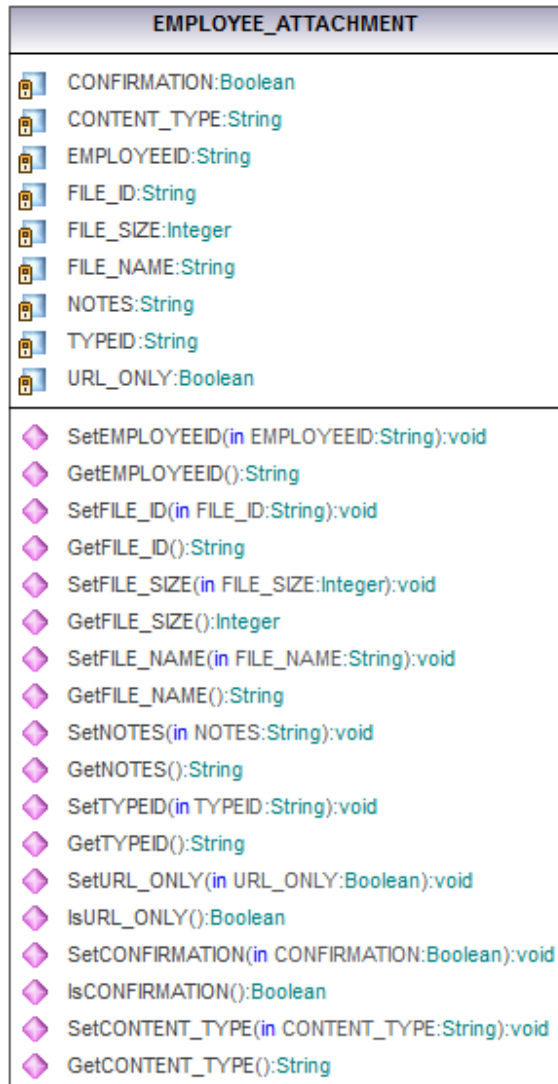 EMPLOYEE_ATTACHMENT
CONFIRMATION:Boolean
CONTENT_TYPE:String
EMPLOYEEID:String
FILE_ID:String
FILE_SIZE:Integer
FILE_NAME:String
NOTES:String
TYPEID:String
URL_ONLY:Boolean
SetEMPLOYEEID(in EMPLOYEEID:String):void
GetEMPLOYEEID():String
SetFILE_ID(in FILE_ID:String):void
GetFILE_ID():String
SetFILE_SIZE(in FILE_SIZE:Integer):void
GetFILE_SIZE():Integer
SetFILE_NAME(in FILE_NAME:String):void
GetFILE_NAME():String
SetNOTES(in NOTES:String):void
GetNOTES():String
SetTYPEID(in TYPEID:String):void
GetTYPEID():String
SetURL_ONLY(in URL_ONLY:Boolean):void
IsURL_ONLY():Boolean
SetCONFIRMATION(in CONFIRMATION:Boolean):void
IsCONFIRMATION():Boolean
SetCONTENT_TYPE(in CONTENT_TYPE:String):void
GetCONTENT_TYPE():String